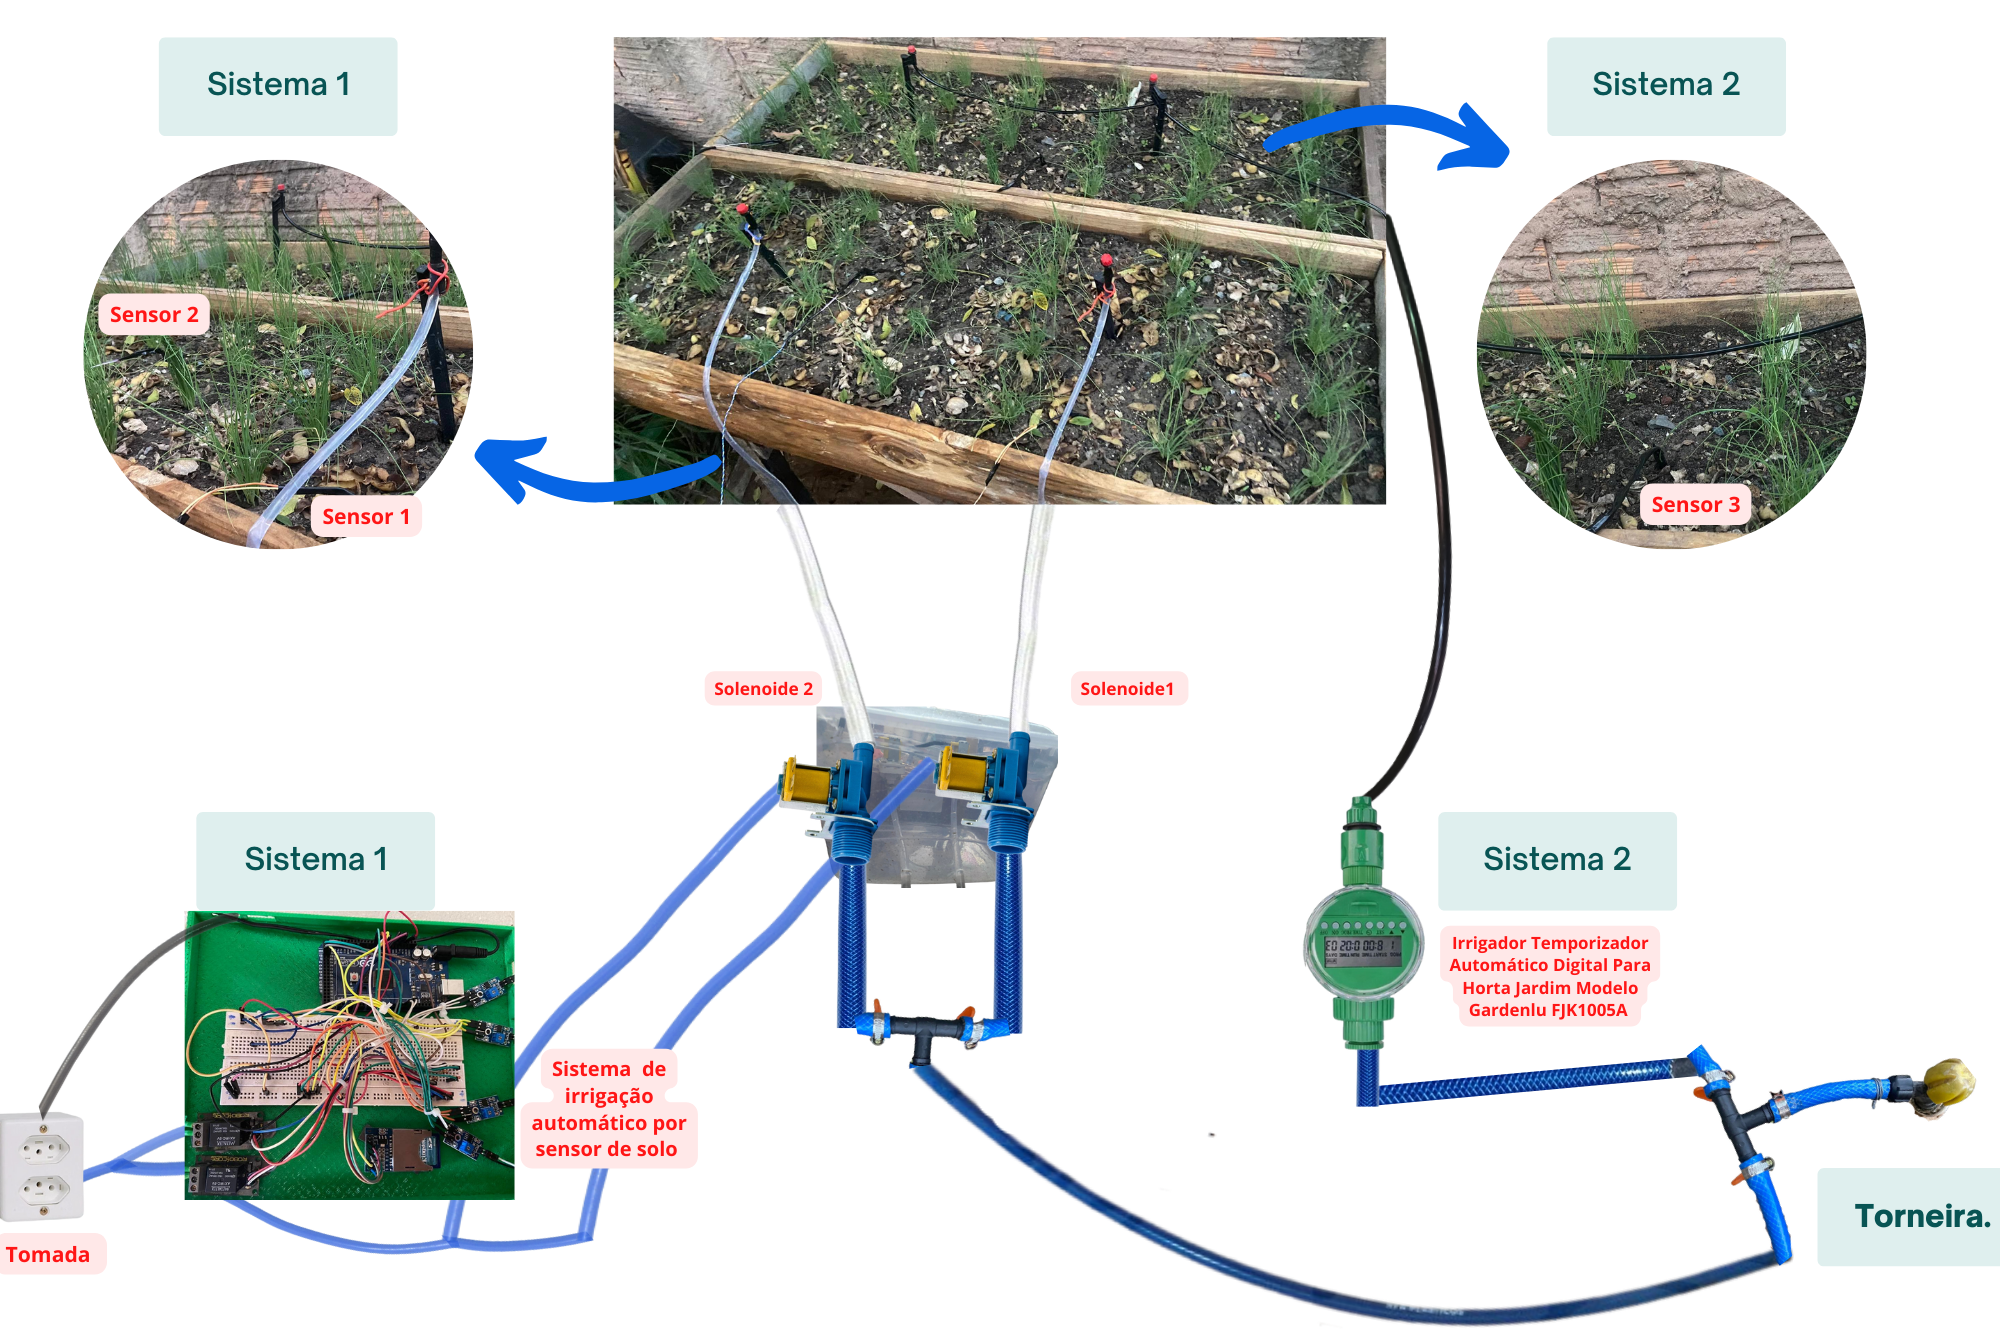 Sistema 1
Sistema 2
Sensor 2
Sensor 1
Sensor 3
Solenoide 2
Solenoide1
Sistema 1
Sistema 2
Irrigador Temporizador
Automático Digital Para
Horta Jardim Modelo
Gardenlu FJK1005A
Sistema de
irrigação
automático por
sensor de solo
Torneira.
Tomada